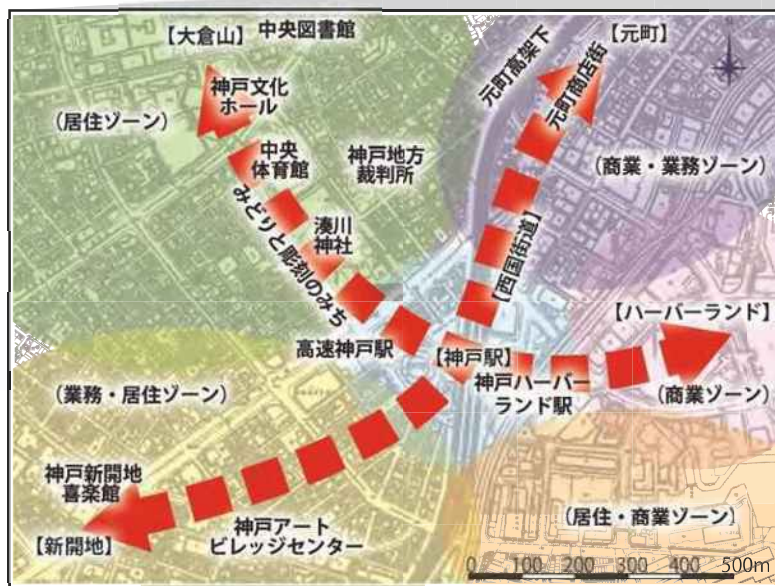 【大倉山】
中央図書館
神戸文化
ホール
（居住ゾーン）
中央
体育館
神戸地方
裁判所
みどりと彫刻のみち
湊川
神社
元町高架下
【元町】
元町商店街
（商業・業務ゾーン）
【西国街道】
高速神戸駅
【神戸駅】
神戸ハーバー
ランド駅
【ハーバーランド】
（商業ゾーン）
（業務・居住ゾーン）
神戸新開地
喜楽館
【新開地】
神戸アート
ビレッジセンター
（居住・商業ゾーン）
0 100 200 300 400 500m